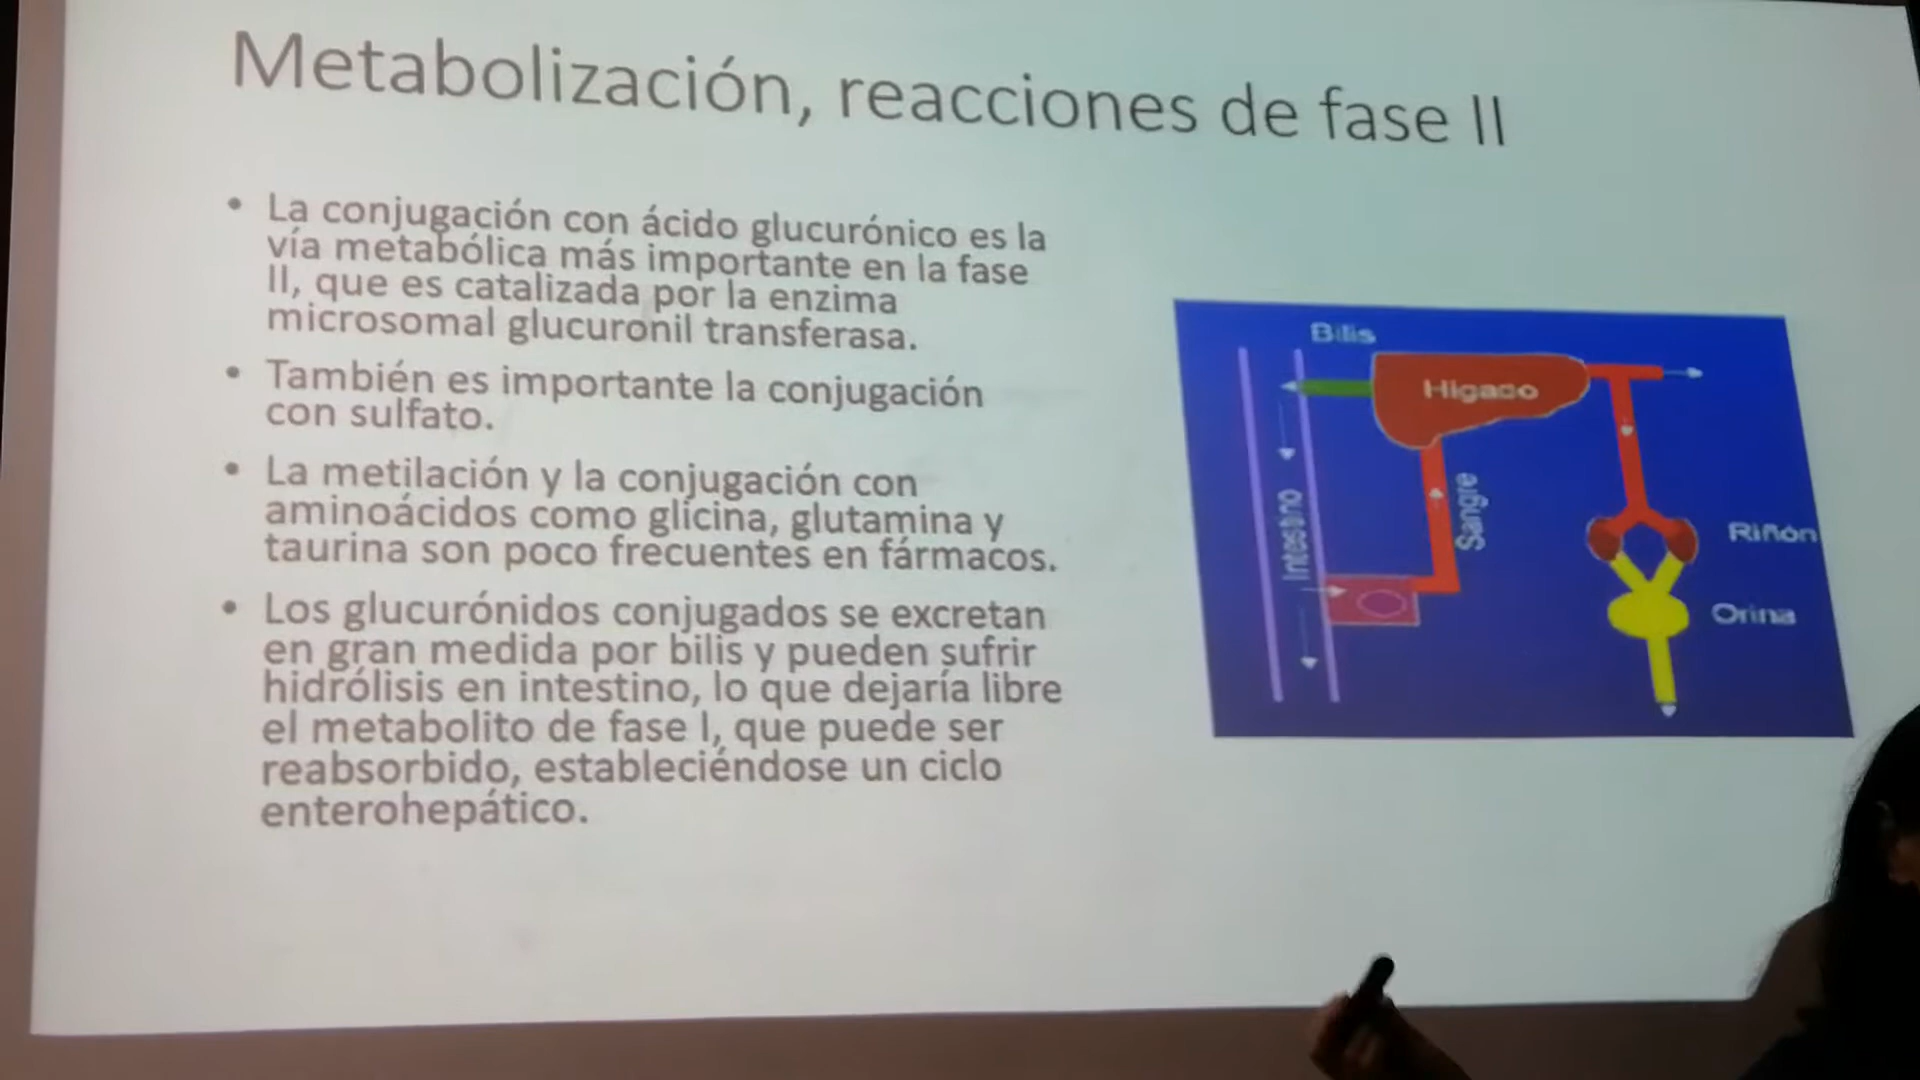 Metabolización, reacciones de fase II
• La conjugación con ácido glucurónico es la
vía metabólica más importante en la fase
II, que es catalizada por la enzima
microsomal glucuronil transferasa.
• También es importante la conjugación
con sulfato.
• La metilación y la conjugación con
aminoácidos como glicina, glutamina y
taurina son poco frecuentes en fármacos.
• Los glucurónidos conjugados se excretan
en gran medida por bilis y pueden sufrir
hidrólisis en intestino, lo que dejaría libre
el metabolito de fase I, que puede ser
reabsorbido, estableciéndose un ciclo
enterohepático.
Bilis
Higado
Intestino
Sangre
Riñón
Orina